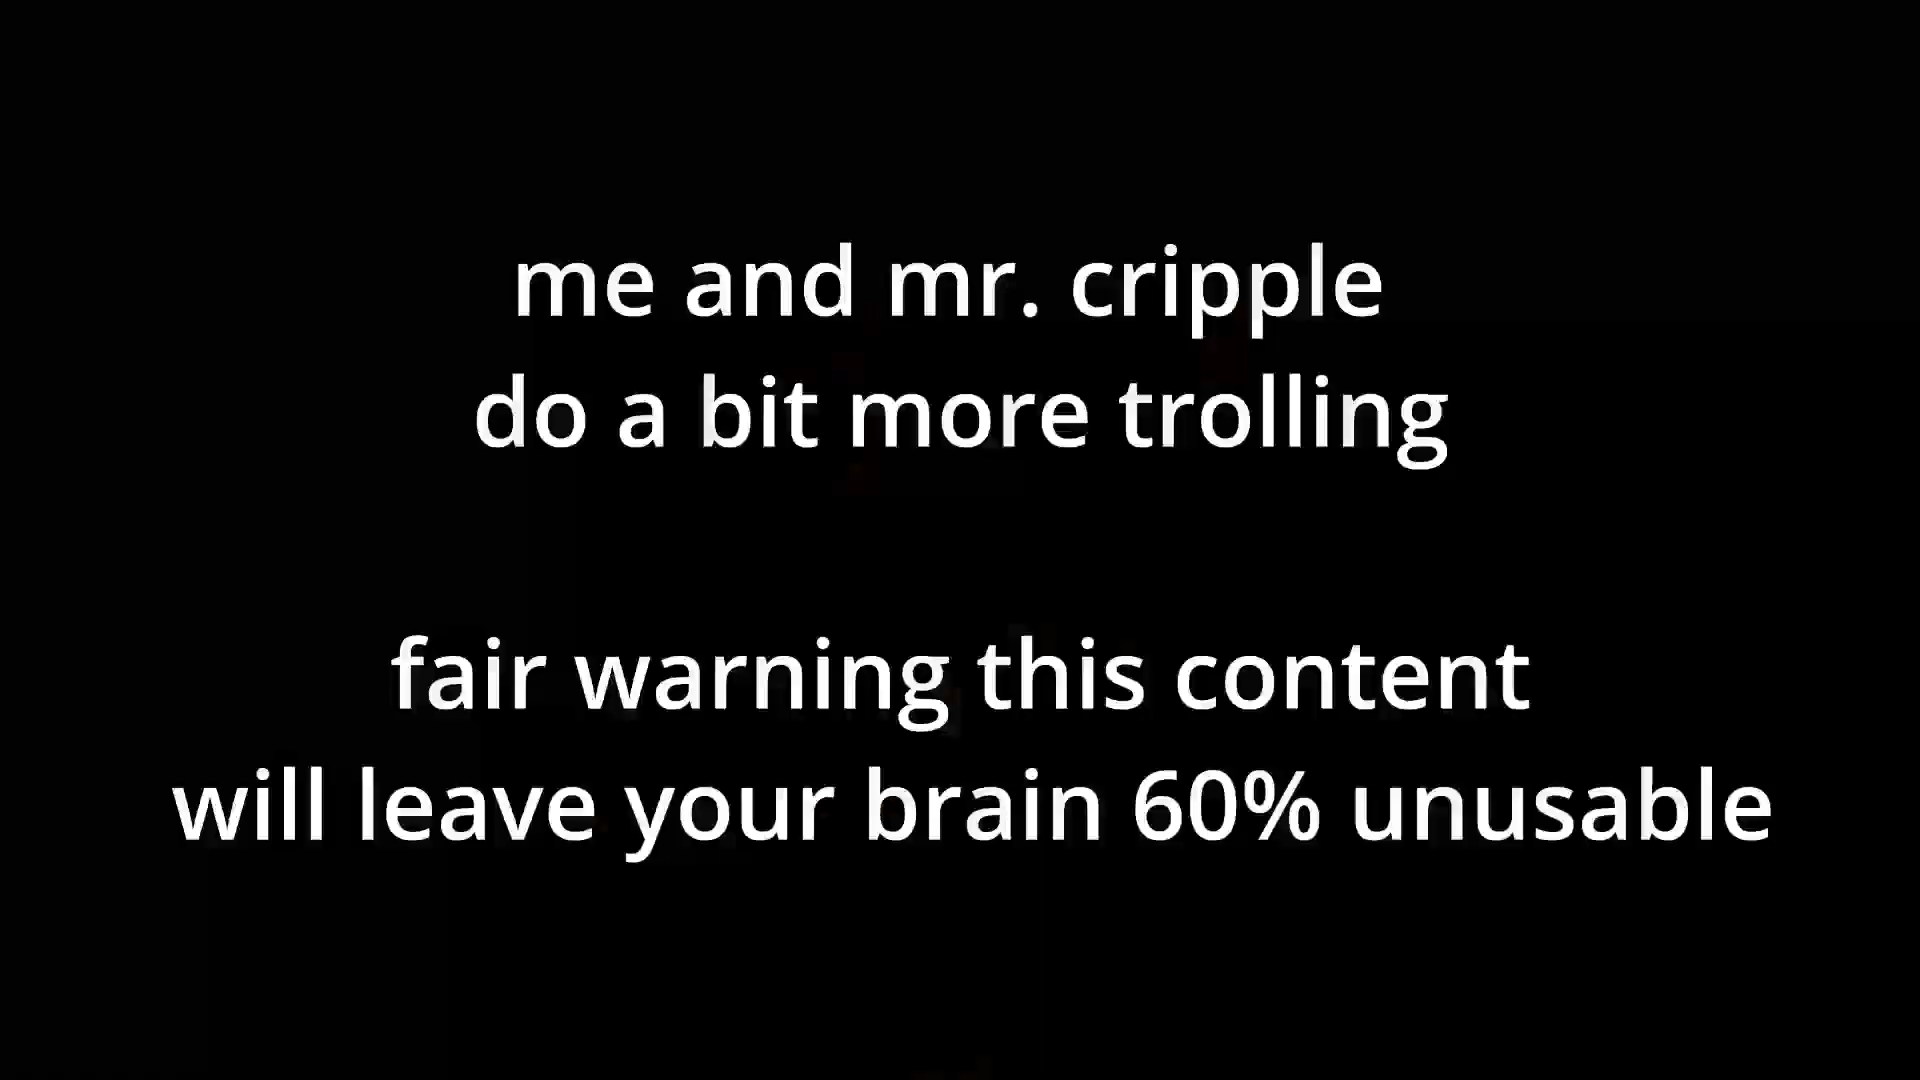 me and mr. cripple
do a bit more trolling
fair warning this content
will leave your brain 60% unusable